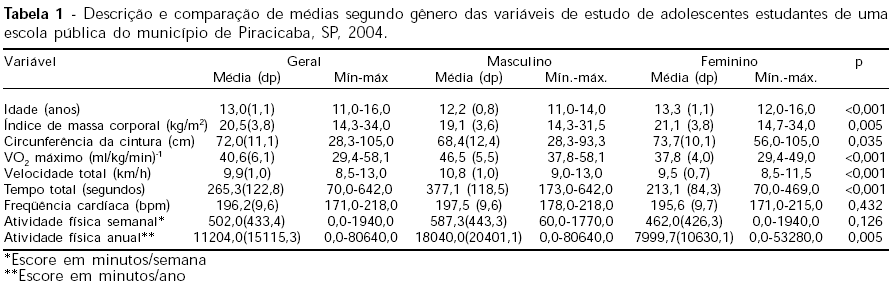 Tabela 1 - Descrição e comparação de médias segundo gênero das variáveis de estudo de adolescentes estudantes de uma
escola pública do município de Piracicaba, SP, 2004.
Variável Geral Masculino Feminino p
Média (dp) Mín-máx Média (dp) Mín.-máx. Média (dp) Mín.-máx.
Idade (anos) 13,0(1,1) 11,0-16,0 12,2 (0,8) 11,0-14,0 13,3 (1,1) 12,0-16,0 <0,001
Índice de massa corporal (kg/m²) 20,5(3,8) 14,3-34,0 19,1 (3,6) 14,3-31,5 21,1 (3,8) 14,7-34,0 0,005
Circunferência da cintura (cm) 72,0(11,1) 28,3-105,0 68,4(12,4) 28,3-93,3 73,7(10,1) 56,0-105,0 0,035
VO₂ máximo (ml/kg/min)⁻¹ 40,6(6,1) 29,4-58,1 46,5 (5,5) 37,8-58,1 37,8 (4,0) 29,4-49,0 <0,001
Velocidade total (km/h) 9,9(1,0) 8,5-13,0 10,8 (1,0) 9,0-13,0 9,5 (0,7) 8,5-11,5 <0,001
Tempo total (segundos) 265,3(122,8) 70,0-642,0 377,1 (118,5) 173,0-642,0 213,1 (84,3) 70,0-469,0 <0,001
Freqüência cardíaca (bpm) 196,2(9,6) 171,0-218,0 197,5 (9,6) 178,0-218,0 195,6 (9,7) 171,0-215,0 0,432
Atividade física semanal* 502,0(433,4) 0,0-1940,0 587,3(443,3) 60,0-1770,0 462,0(426,3) 0,0-1940,0 0,126
Atividade física anual** 11204,0(15115,3) 0,0-80640,0 18040,0(20401,1) 0,0-80640,0 7999,7(10630,1) 0,0-53280,0 0,005
*Escore em minutos/semana
**Escore em minutos/ano